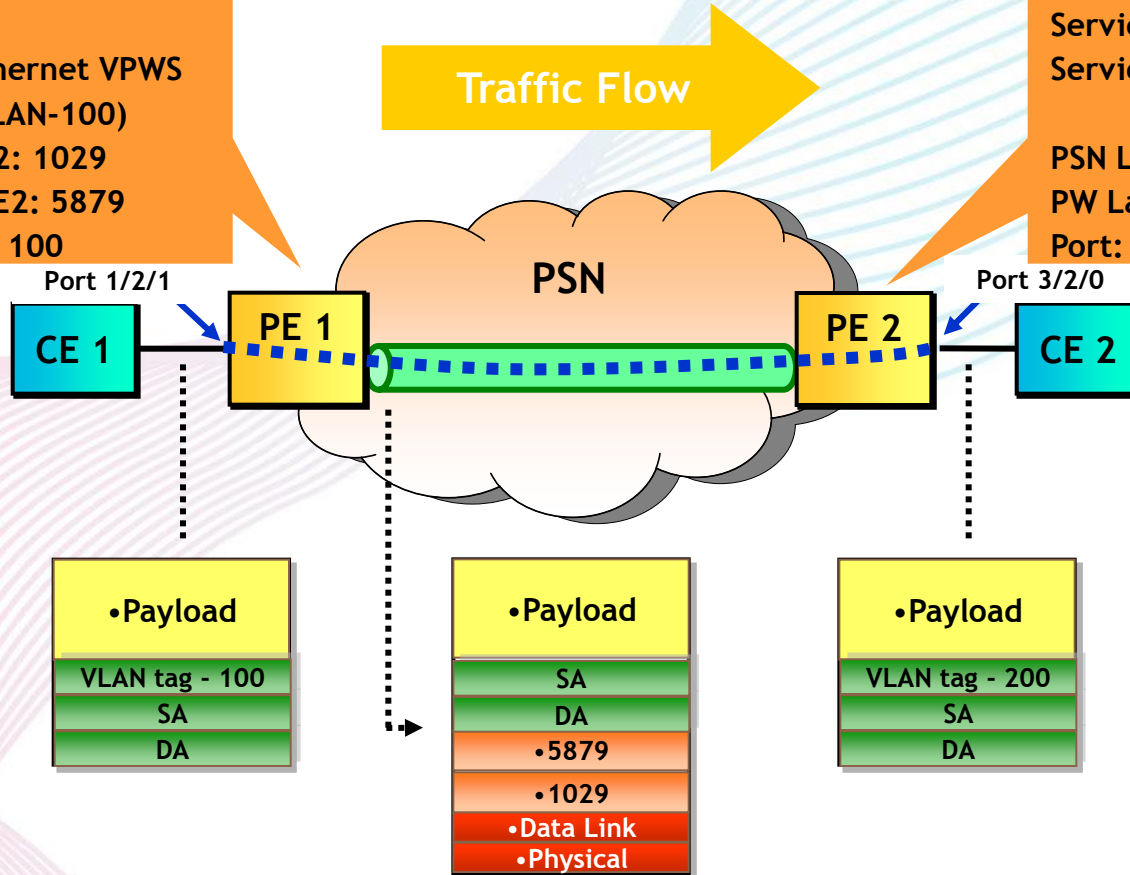 hernet VPWS
LAN-100)
2: 1029
E2: 5879
100
Traffic Flow
Servic
Servic
PSN L
PW La
Port:
Port 1/2/1
PSN
Port 3/2/0
CE 1
PE 1
PE 2
CE 2
•Payload
VLAN tag - 100
SA
DA
•Payload
SA
DA
•5879
•1029
•Data Link
•Physical
•Payload
VLAN tag - 200
SA
DA